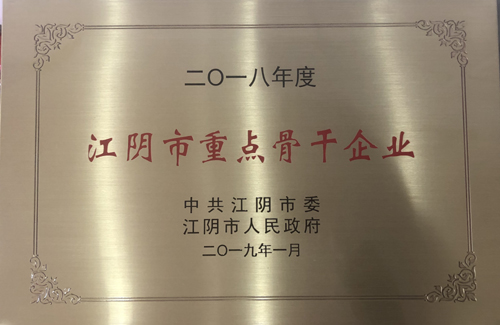 二〇一八年度
江阴市重点骨干企业
中共江阴市委
江阴市人民政府
二〇一九年一月